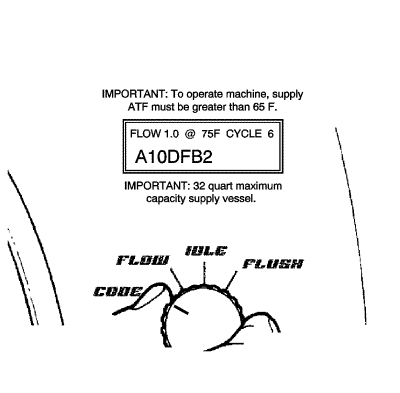 IMPORTANT: To operate machine, supply
ATF must be greater than 65 F.
FLOW 1.0 @ 75F CYCLE 6
A10DFB2
IMPORTANT: 32 quart maximum
capacity supply vessel.
IDLE
FLOW
FLUSH
CODE